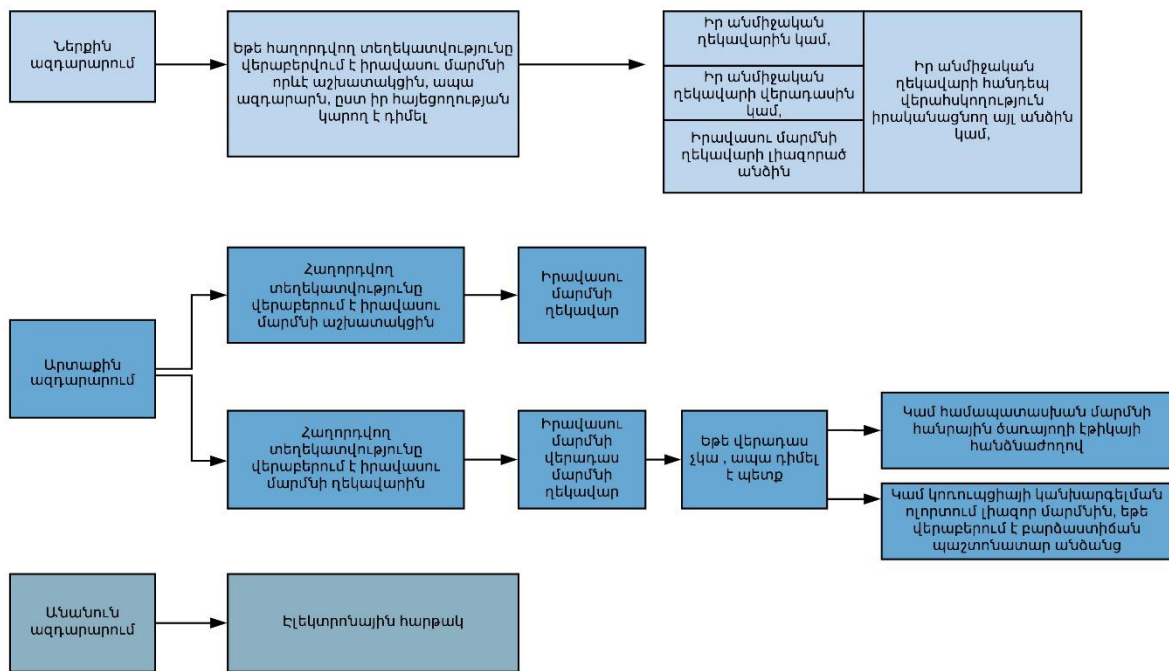 Ներքին
ազդարարում
Եթե հաղորդվող տեղեկատվությունը
վերաբերվում է իրավասու մարմնի
որևէ աշխատակցին, ապա
ազդարարն, ըստ իր հայեցողության
կարող է դիմել
Իր անմիջական
ղեկավարին կամ,
Իր անմիջական
ղեկավարի վերադասին
կամ,
Իրավասու մարմնի
ղեկավարի լիազորած
անձին
Իր անմիջական
ղեկավարի հանդեպ
վերահսկողություն
իրականացնող այլ անձին
կամ,
Արտաքին
ազդարարում
Հաղորդվող
տեղեկատվությունը
վերաբերում է իրավասու
մարմնի աշխատակցին
Իրավասու
մարմնի
ղեկավար
Հաղորդվող
տեղեկատվությունը
վերաբերում է իրավասու
մարմնի ղեկավարին
Իրավասու
մարմնի
վերադաս
մարմնի
ղեկավար
Եթե վերադաս
չկա , ապա դիմել
է պետք
Կամ համապատասխան մարմնի
հանրային ծառայողի էթիկայի
հանձնաժողով
Կամ կոռուպցիայի կանխարգելման
ոլորտում լիազոր մարմնին, եթե
վերաբերում է բարձաստիճան
պաշտոնատար անձանց
Անանուն
ազդարարում
Էլեկտրոնային հարթակ